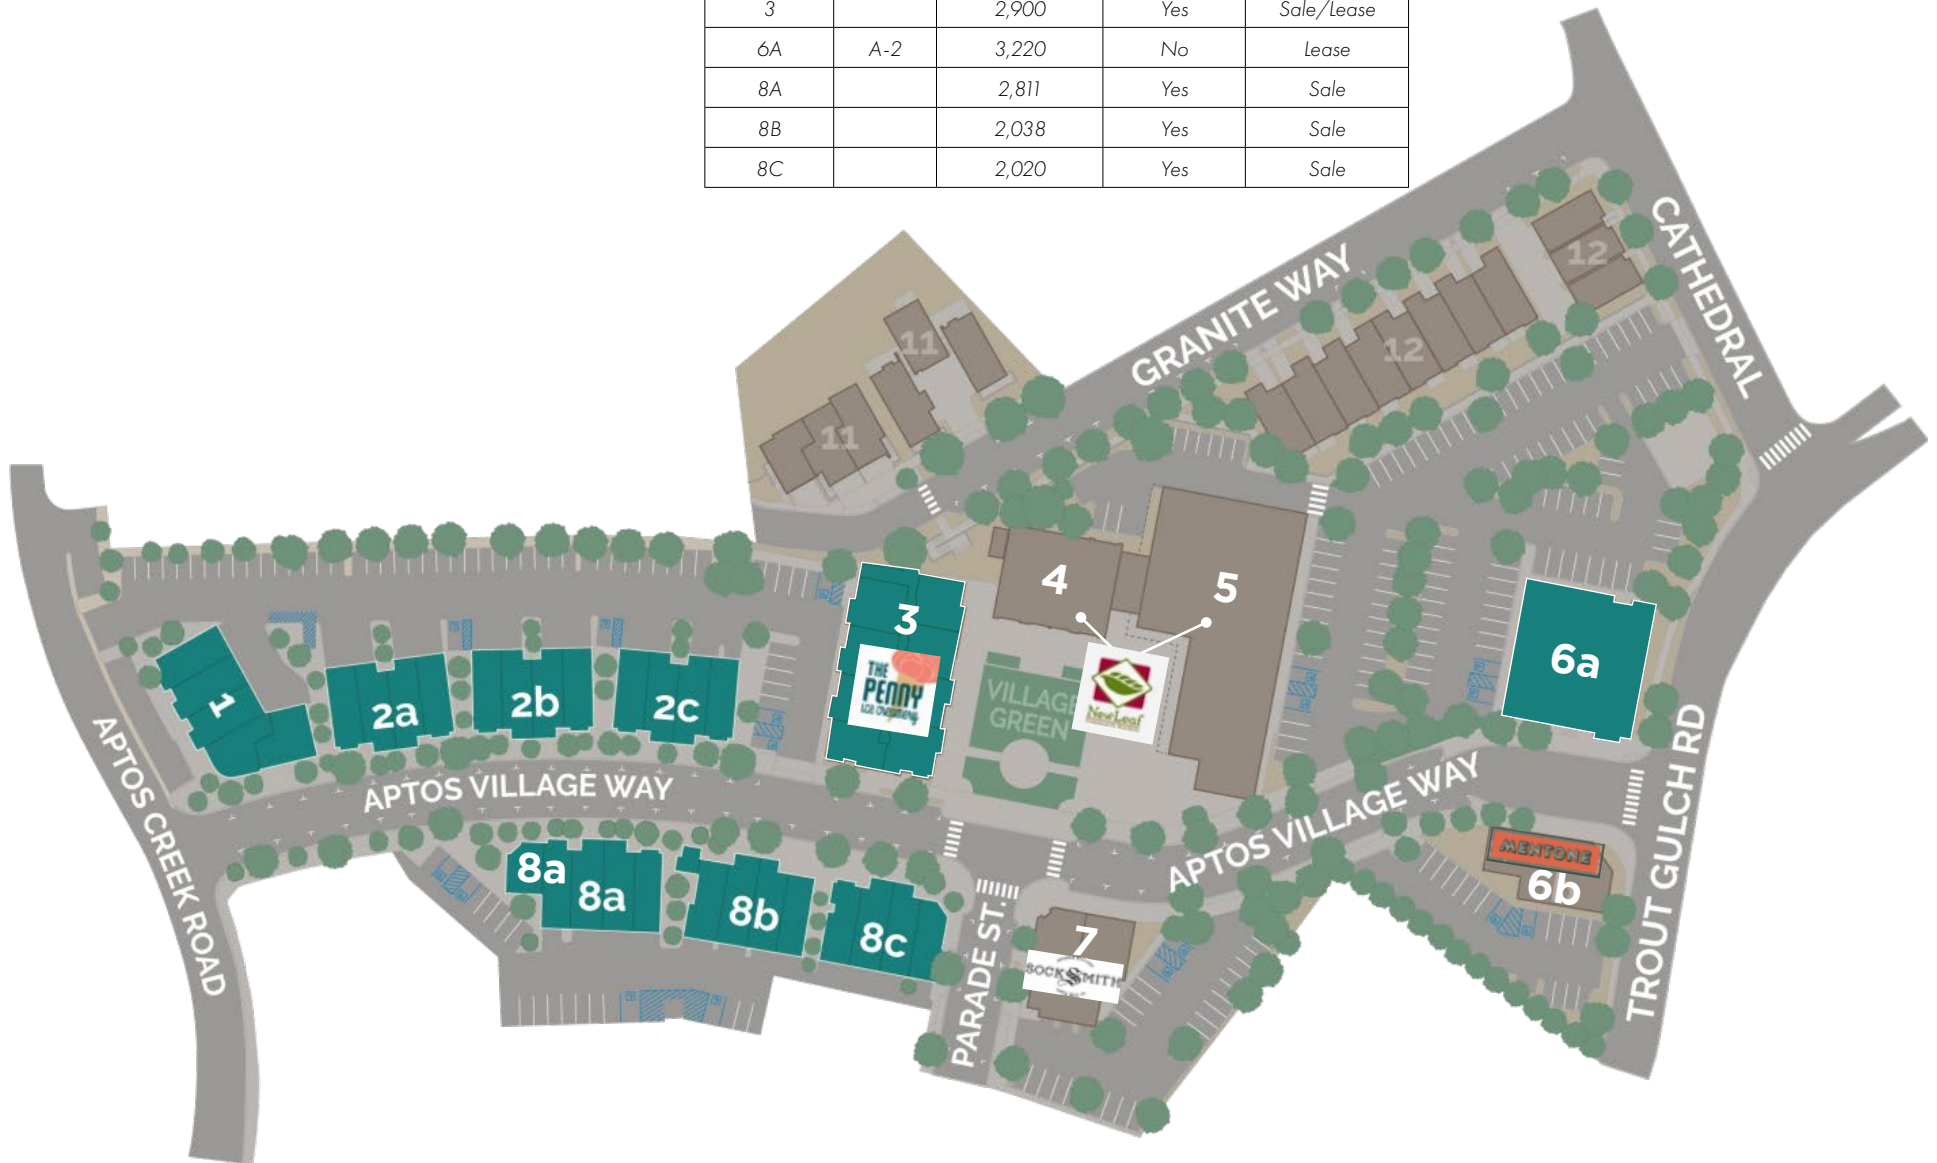 3 2,900 Yes Sale/Lease
6A A-2 3,220 No Lease
8A 2,811 Yes Sale
8B 2,038 Yes Sale
8C 2,020 Yes Sale
GRANITE WAY
CATHEDRAL
12
12
11
11
3
THE
PENNY
ICE CREAMERY
4
5
VILLAGE
GREEN
NewLeaf
6a
1
2a
2b
2c
APTOS VILLAGE WAY
APTOS VILLAGE WAY
APTOS CREEK ROAD
TROUT GULCH RD
8a
8a
8b
8c
PARADE ST.
7
SOCKSMITH
MENTONE
6b